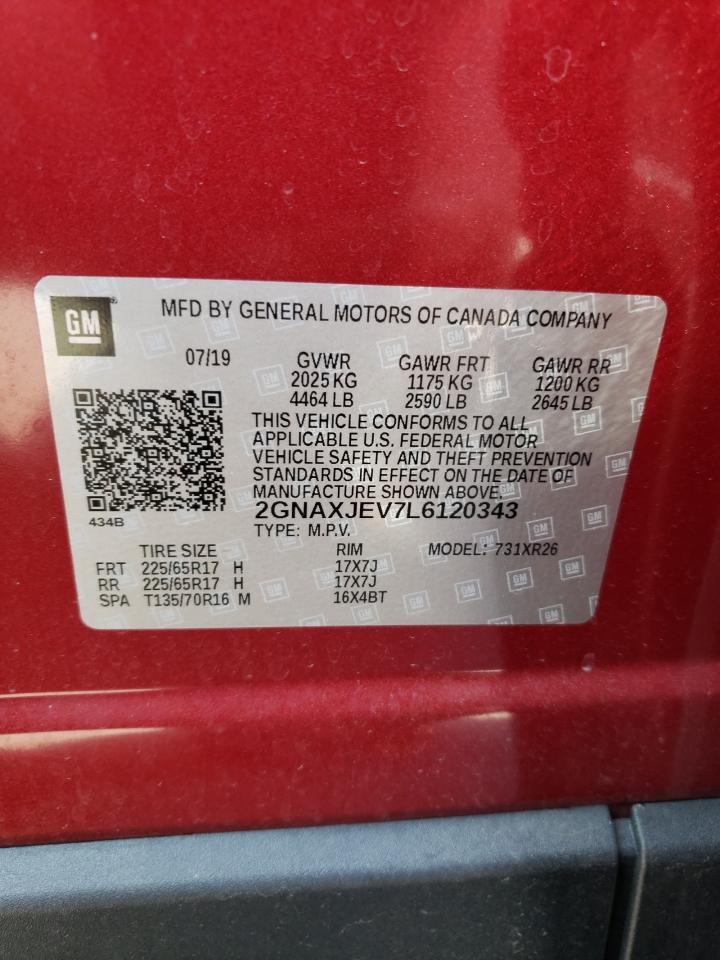 GM
MFD BY GENERAL MOTORS OF CANADA COMPANY
07/19 GVWR GAWR FRT GAWR RR
2025 KG 1175 KG 1200 KG
4464 LB 2590 LB 2645 LB
THIS VEHICLE CONFORMS TO ALL
APPLICABLE U.S. FEDERAL MOTOR
VEHICLE SAFETY AND THEFT PREVENTION
STANDARDS IN EFFECT ON THE DATE OF
MANUFACTURE SHOWN ABOVE.
434B
2GNAXJEV7L6120343
TYPE: M.P.V.
TIRE SIZE RIM MODEL: 731XR26
FRT 225/65R17 H 17X7J
RR 225/65R17 H 17X7J
SPA T135/70R16 M 16X4BT